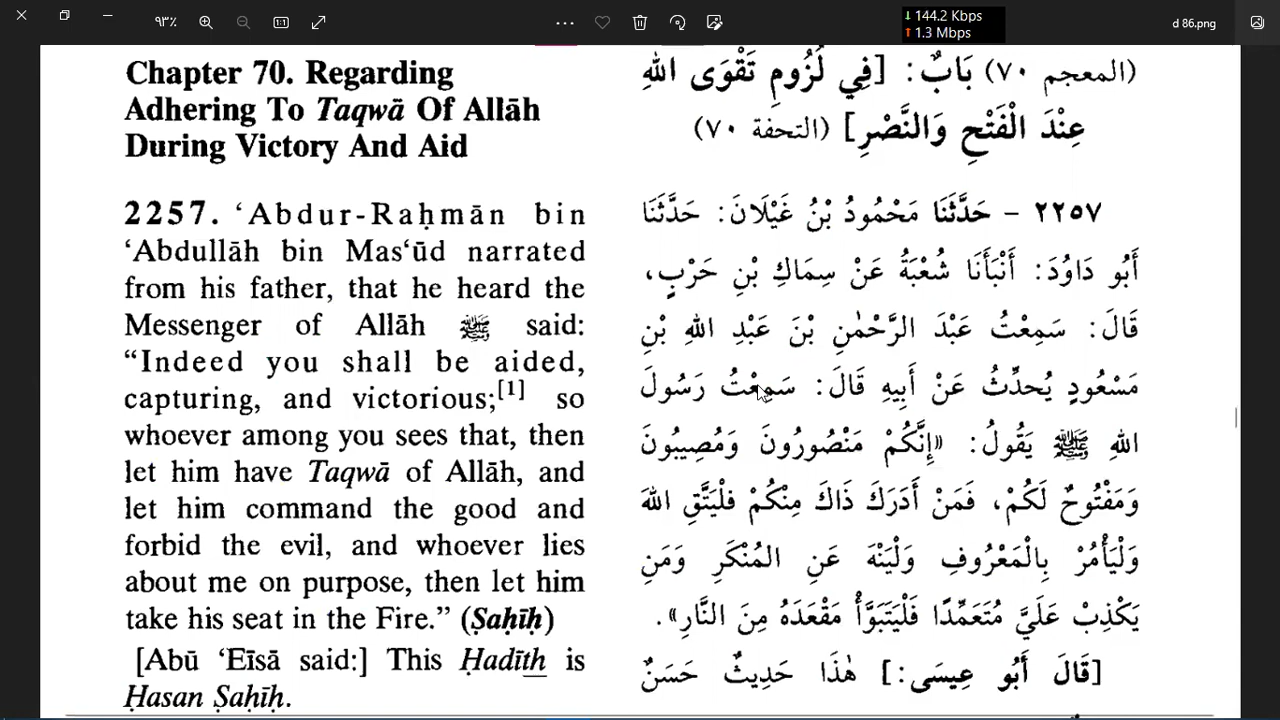 ٩٣٪
144.2 Kbps
1.3 Mbps
d 86.png
Chapter 70. Regarding
Adhering To Taqwā Of Allāh
During Victory And Aid
2257. ‘Abdur-Raḥmān bin
‘Abdullāh bin Mas‘ūd narrated
from his father, that he heard the
Messenger of Allāh ﷺ said:
“Indeed you shall be aided,
capturing, and victorious;[1] so
whoever among you sees that, then
let him have Taqwā of Allāh, and
let him command the good and
forbid the evil, and whoever lies
about me on purpose, then let him
take his seat in the Fire.” (Ṣaḥīḥ)
[Abū ‘Eīsā said:] This Ḥadīth is
Ḥasan Ṣaḥīḥ.
(المعجم ٧٠) بَابٌ: [فِي لُزُومِ تَقْوَى اللهِ
عِنْدَ الْفَتْحِ وَالنَّصْرِ] (التحفة ٧٠)
٢٢٥٧ – حَدَّثَنَا مَحْمُودُ بْنُ غَيْلَانَ: حَدَّثَنَا
أَبُو دَاوُدَ: أَنْبَأَنَا شُعْبَةُ عَنْ سِمَاكِ بْنِ حَرْبٍ،
قَالَ: سَمِعْتُ عَبْدَ الرَّحْمٰنِ بْنَ عَبْدِ اللهِ بْنِ
مَسْعُودٍ يُحدِّثُ عَنْ أَبِيهِ قَالَ: سَمِعْتُ رَسُولَ
اللهِ ﷺ يَقُولُ: «إِنَّكُمْ مَنْصُورُونَ وَمُصِيبُونَ
وَمَفْتُوحٌ لَكُمْ، فَمَنْ أَدَرَكَ ذَاكَ مِنْكُمْ فلْيَتَّقِ اللهَ
وَلْيَأْمُرْ بِالْمَعْرُوفِ وَلْيَنْهَ عَنِ المُنْكَرِ وَمَنِ
يَكْذِبْ عَلَيَّ مُتَعَمِّدًا فَلْيَتَبَوَّأْ مَقْعَدَهُ مِنَ النَّارِ».
[قَالَ أَبُو عِيسَى:] هٰذَا حَدِيثٌ حَسَنٌ